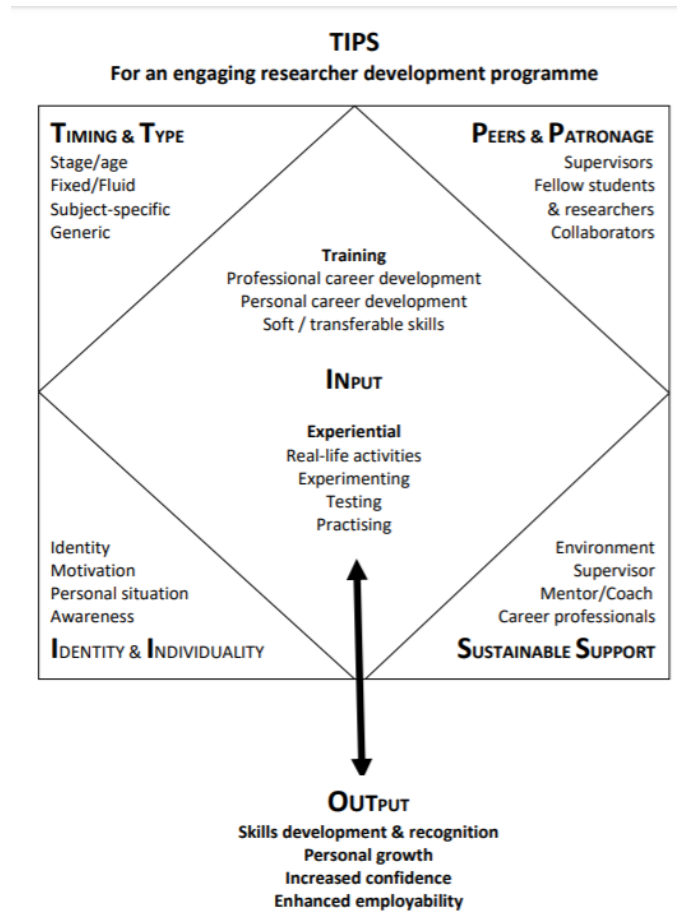 TIPS
For an engaging researcher development programme
TIMING & TYPE
Stage/age
Fixed/Fluid
Subject-specific
Generic
PEERS & PATRONAGE
Supervisors
Fellow students
& researchers
Collaborators
Training
Professional career development
Personal career development
Soft / transferable skills
INPUT
Experiential
Real-life activities
Experimenting
Testing
Practising
Identity
Motivation
Personal situation
Awareness
IDENTITY & INDIVIDUALITY
Environment
Supervisor
Mentor/Coach
Career professionals
SUSTAINABLE SUPPORT
OUTPUT
Skills development & recognition
Personal growth
Increased confidence
Enhanced employability